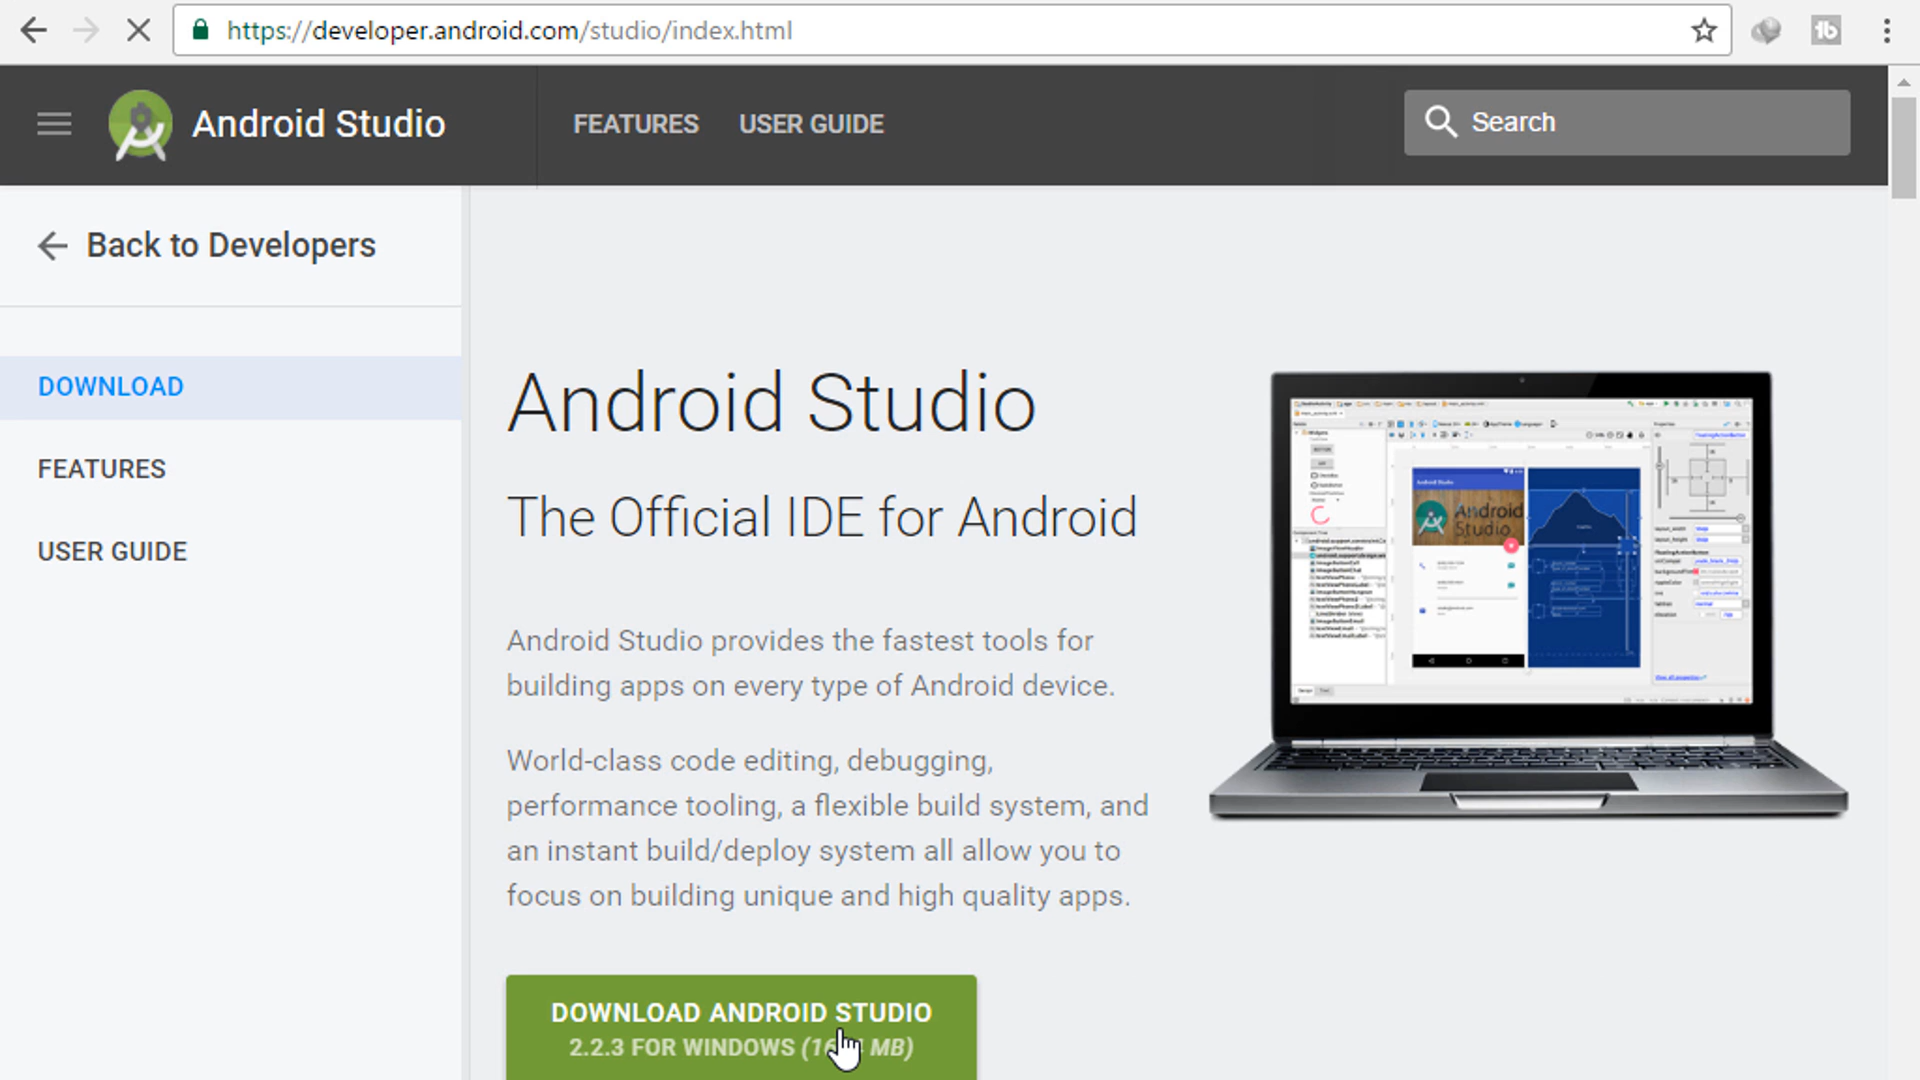 https://developer.android.com/studio/index.html
Android Studio
FEATURES
USER GUIDE
Search
Back to Developers
DOWNLOAD
FEATURES
USER GUIDE
Android Studio
The Official IDE for Android
Android Studio provides the fastest tools for
building apps on every type of Android device.
World-class code editing, debugging,
performance tooling, a flexible build system, and
an instant build/deploy system all allow you to
focus on building unique and high quality apps.
Android Studio
Android
Studio
DOWNLOAD ANDROID STUDIO
2.2.3 FOR WINDOWS MB)